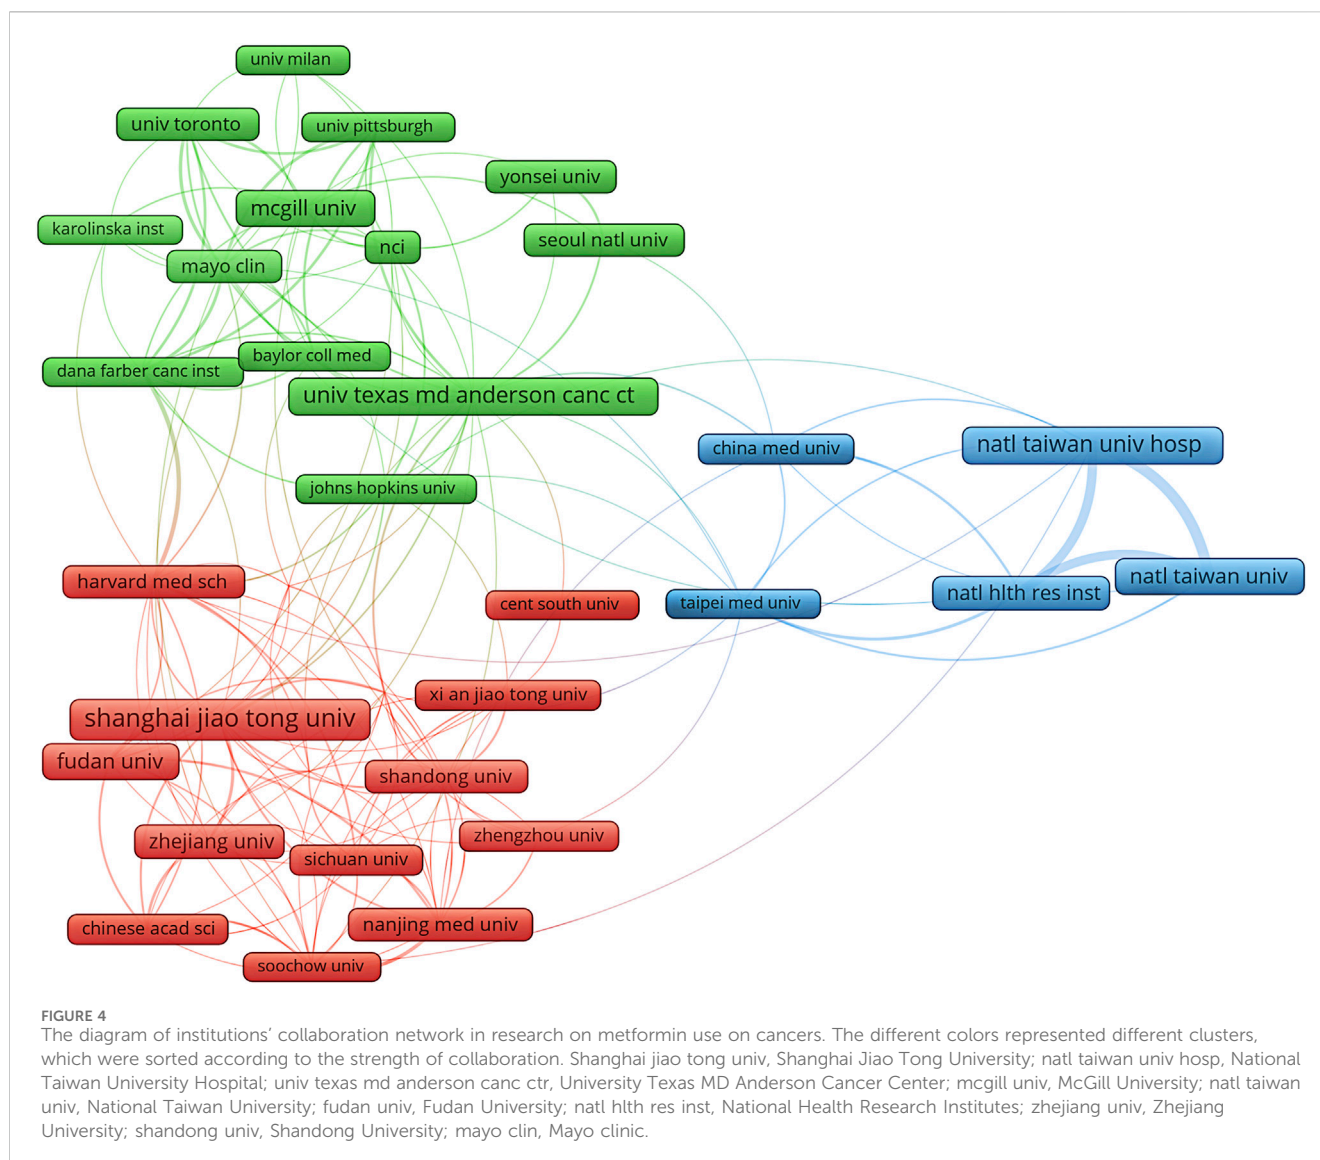 univ milan
univ toronto
univ pittsburgh
yonsei univ
mcgill univ
karolinska inst
nci
seoul natl univ
mayo clin
baylor coll med
dana farber canc inst
univ texas md anderson canc ct
china med univ
natl taiwan univ hosp
johns hopkins univ
harvard med sch
cent south univ
taipei med univ
natl hlth res inst
natl taiwan univ
xi an jiao tong univ
shanghai jiao tong univ
fudan univ
shandong univ
zhejiang univ
sichuan univ
zhengzhou univ
chinese acad sci
nanjing med univ
soochow univ
FIGURE 4
The diagram of institutions’ collaboration network in research on metformin use on cancers. The different colors represented different clusters,
which were sorted according to the strength of collaboration. Shanghai jiao tong univ, Shanghai Jiao Tong University; natl taiwan univ hosp, National
Taiwan University Hospital; univ texas md anderson canc ctr, University Texas MD Anderson Cancer Center; mcgill univ, McGill University; natl taiwan
univ, National Taiwan University; fudan univ, Fudan University; natl hlth res inst, National Health Research Institutes; zhejiang univ, Zhejiang
University; shandong univ, Shandong University; mayo clin, Mayo clinic.